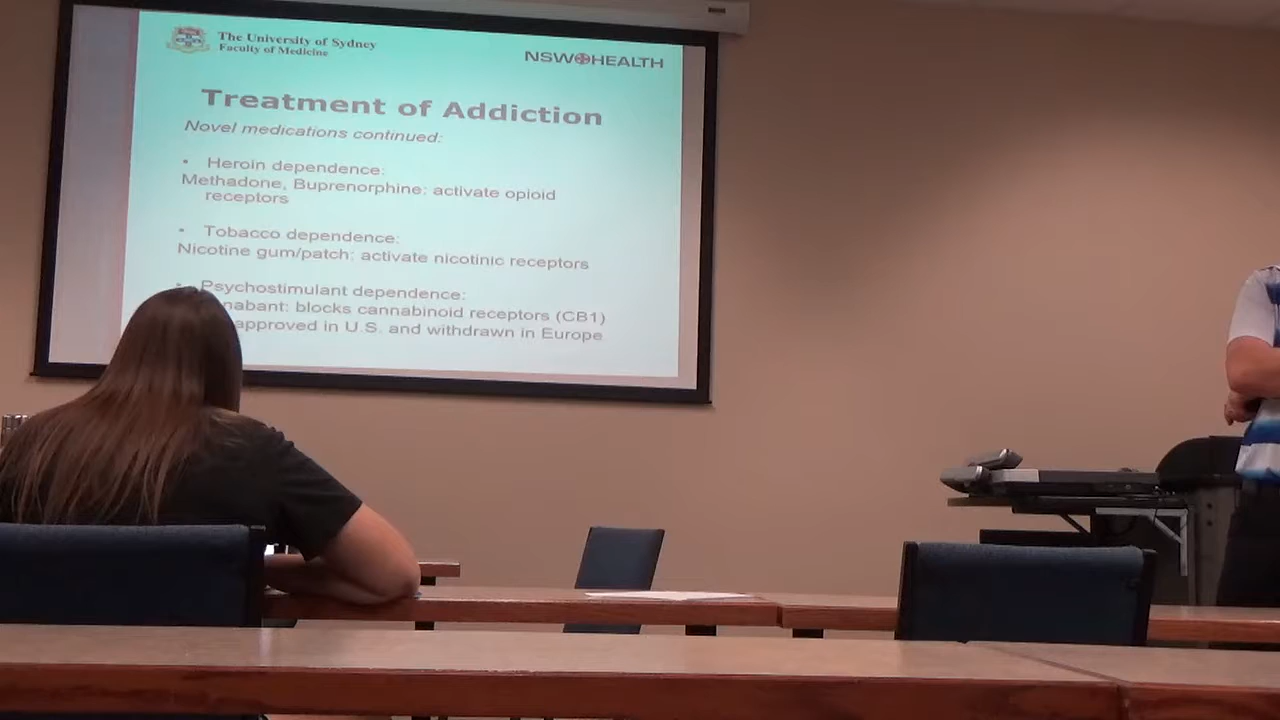 The University of Sydney
Faculty of Medicine
NSW HEALTH
Treatment of Addiction
Novel medications continued:
• Heroin dependence:
Methadone, Buprenorphine: activate opioid
receptors
• Tobacco dependence:
Nicotine gum/patch: activate nicotinic receptors
• Psychostimulant dependence:
nabant: blocks cannabinoid receptors (CB1)
approved in U.S. and withdrawn in Europe